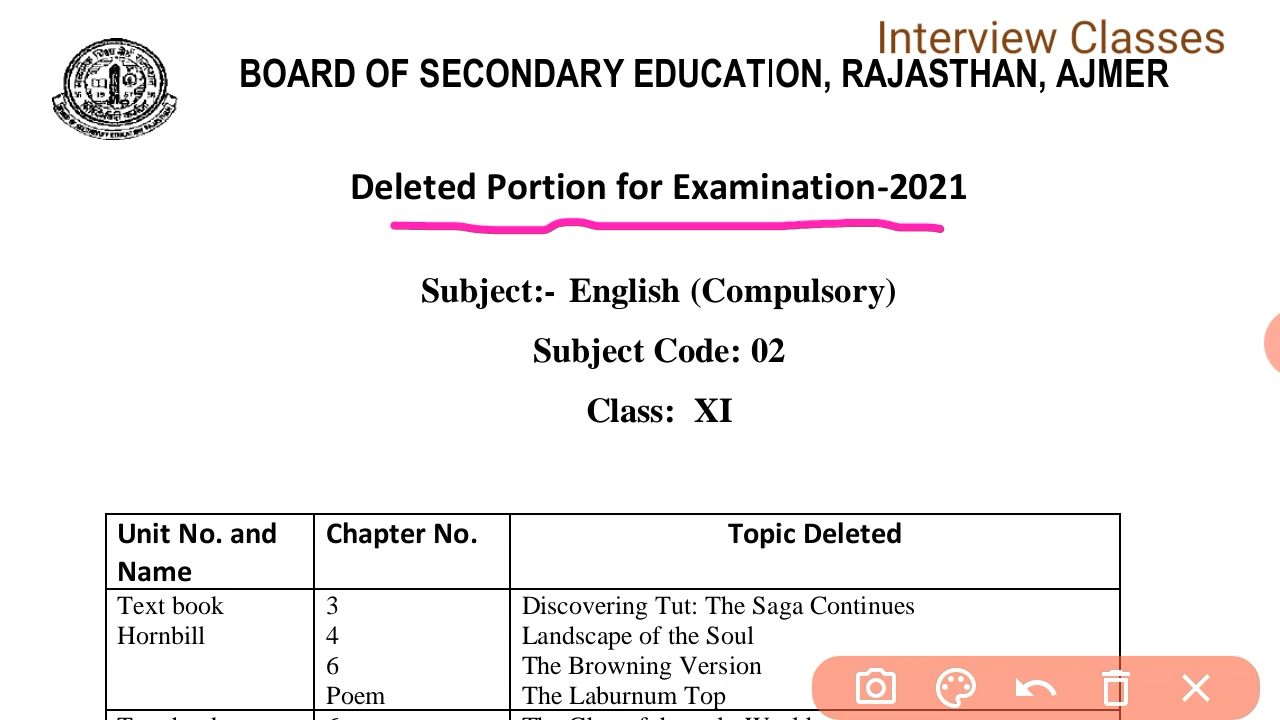 Interview Classes
BOARD OF SECONDARY EDUCATION, RAJASTHAN, AJMER
Deleted Portion for Examination-2021
Subject:- English (Compulsory)
Subject Code: 02
Class: XI
Unit No. and Name
Chapter No.
Topic Deleted
Text book Hornbill
3 Discovering Tut: The Saga Continues
4 Landscape of the Soul
6 The Browning Version
Poem The Laburnum Top